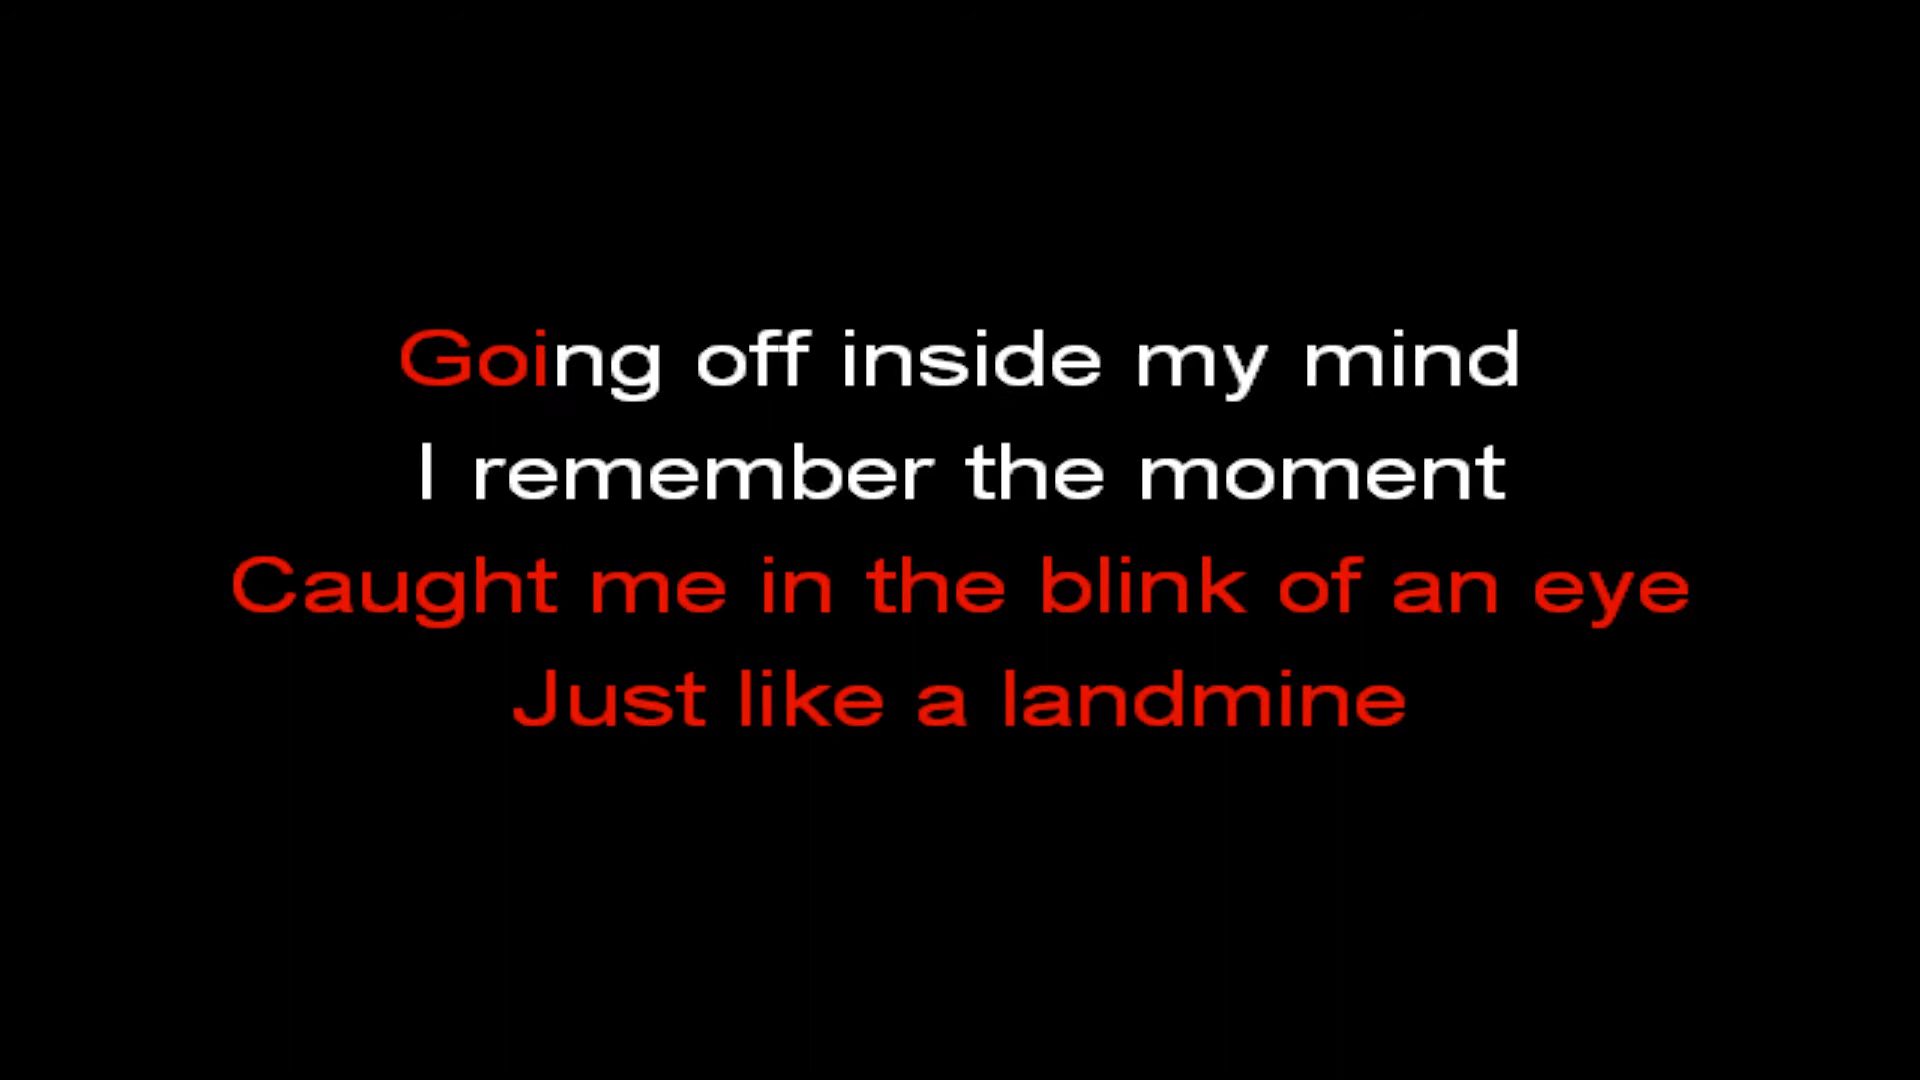 Going off inside my mind
I remember the moment
Caught me in the blink of an eye
Just like a landmine